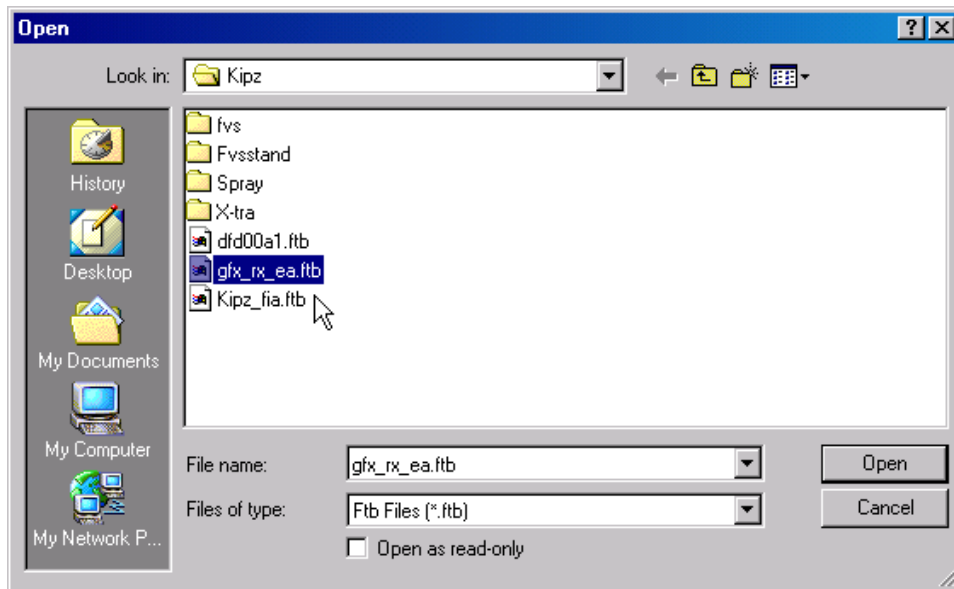 Open
Look in: Kipz
History
Desktop
My Documents
My Computer
My Network P...
fvs
Fvsstand
Spray
X-tra
dfd00a1.ftb
gfx_rx_ea.ftb
Kipz_fia.ftb
File name: gfx_rx_ea.ftb Open
Files of type: Ftb Files (*.ftb) Cancel
Open as read-only